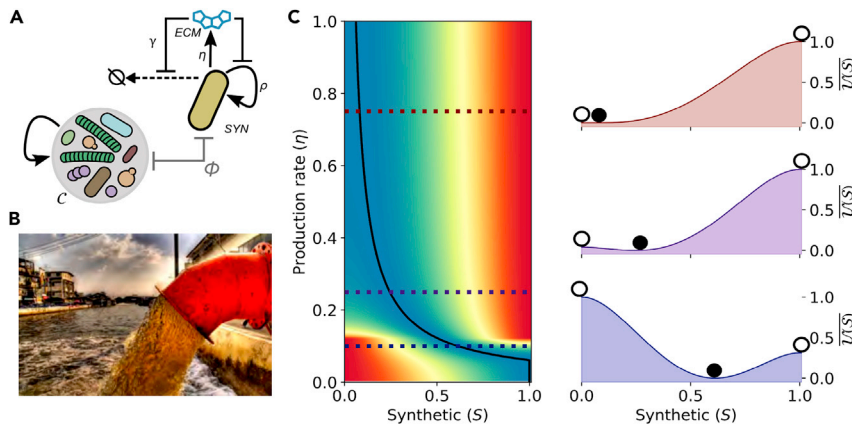 A
ECM
γ
η
ρ
SYN
C
Φ
B
C
Production rate (η)
1.0
0.8
0.6
0.4
0.2
0.0
0.0
0.5
1.0
Synthetic (S)
1.0
0.5
0.0
U(S)
1.0
0.5
0.0
U(S)
1.0
0.5
0.0
U(S)
0.0
0.5
1.0
Synthetic (S)